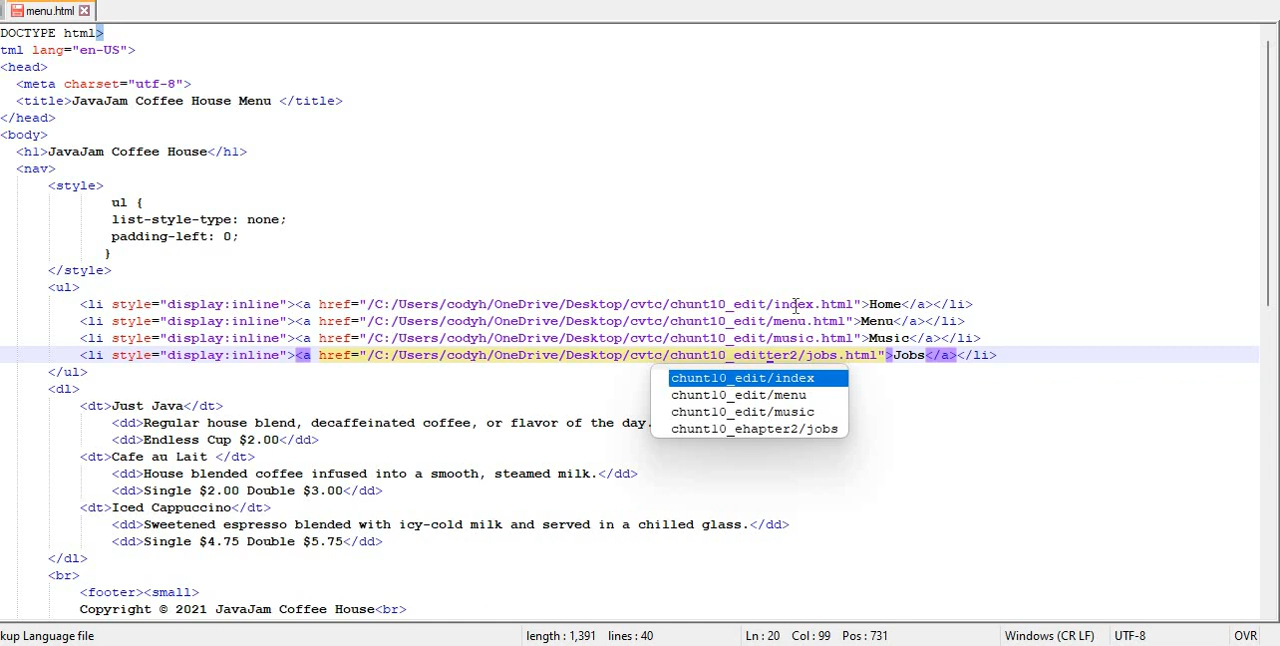 menu.html
DOCTYPE html>
tml lang="en-US">
<head>
<meta charset="utf-8">
<title>JavaJam Coffee House Menu </title>
</head>
<body>
<h1>JavaJam Coffee House</h1>
<nav>
<style>
ul {
list-style-type: none;
padding-left: 0;
}
</style>
<ul>
<li style="display:inline"><a href="/C:/Users/codyh/OneDrive/Desktop/cvtc/chunt10_edit/index.html">Home</a></li>
<li style="display:inline"><a href="/C:/Users/codyh/OneDrive/Desktop/cvtc/chunt10_edit/menu.html">Menu</a></li>
<li style="display:inline"><a href="/C:/Users/codyh/OneDrive/Desktop/cvtc/chunt10_edit/music.html">Music</a></li>
<li style="display:inline"><a href="/C:/Users/codyh/OneDrive/Desktop/cvtc/chunt10_editter2/jobs.html">Jobs</a></li>
</ul>
chunt10_edit/index
chunt10_edit/menu
chunt10_edit/music
chunt10_ehapter2/jobs
<dl>
<dt>Just Java</dt>
<dd>Regular house blend, decaffeinated coffee, or flavor of the day.
<dd>Endless Cup $2.00</dd>
<dt>Cafe au Lait </dt>
<dd>House blended coffee infused into a smooth, steamed milk.</dd>
<dd>Single $2.00 Double $3.00</dd>
<dt>Iced Cappuccino</dt>
<dd>Sweetened espresso blended with icy-cold milk and served in a chilled glass.</dd>
<dd>Single $4.75 Double $5.75</dd>
</dl>
<br>
<footer><small>
Copyright © 2021 JavaJam Coffee House<br>
kup Language file length : 1,391 lines : 40 Ln : 20 Col : 99 Pos : 731 Windows (CR LF) UTF-8 OVR